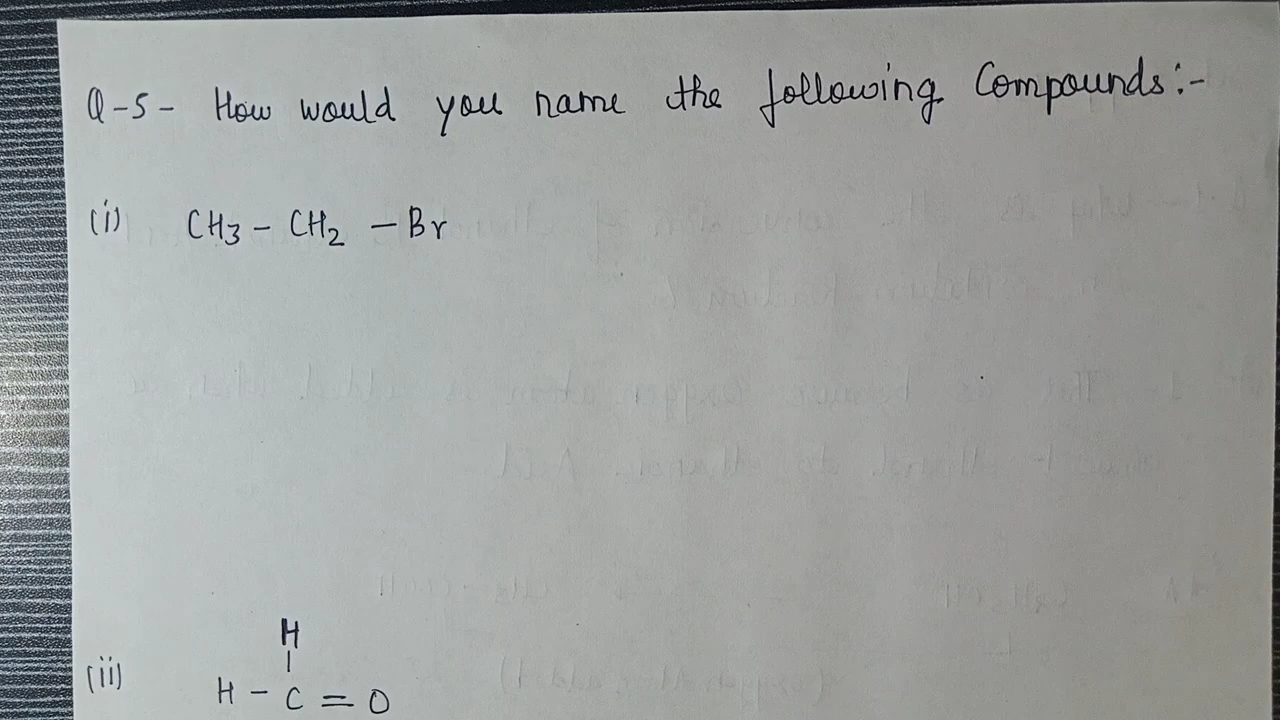 Q-5- How would you name the following Compounds:-
(i) CH3 - CH2 - Br
H
|
(ii) H - C = O